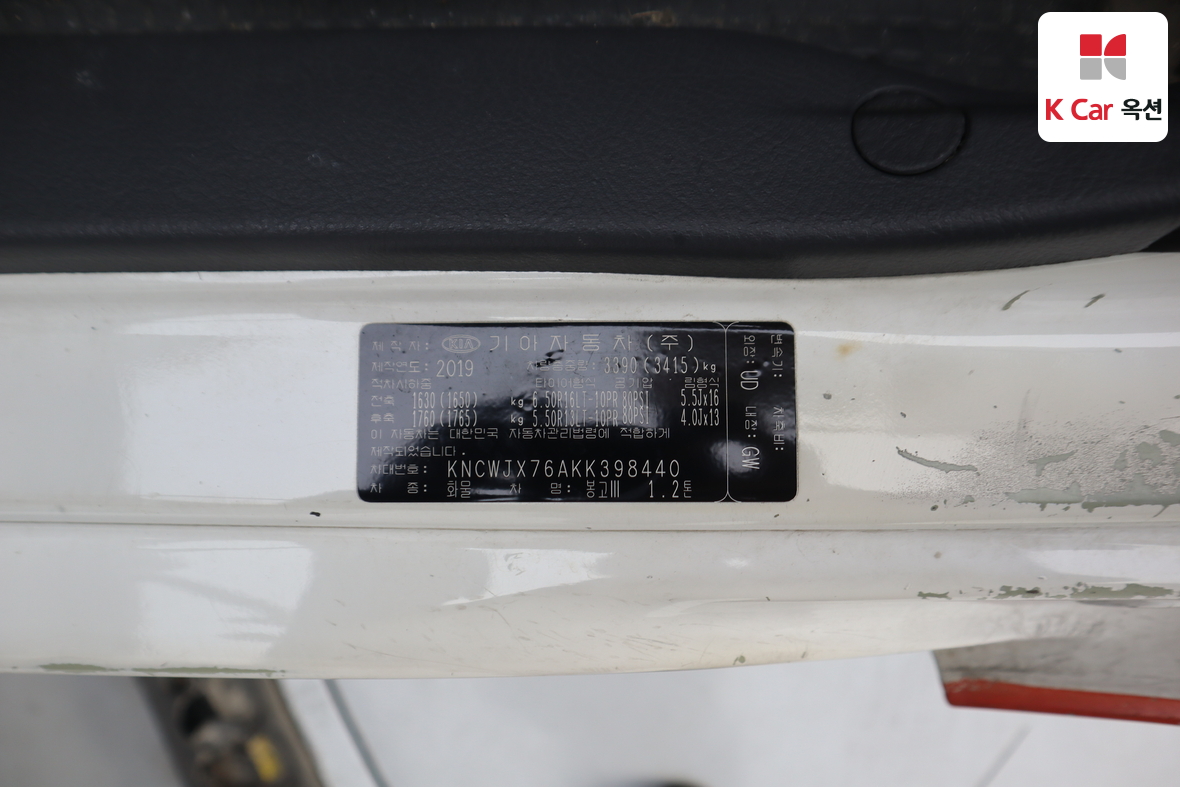 K Car 옥션
제작자: KIA 기아자동차(주)
제작연도: 2019 차량총중량: 3390(3415)kg
적차시하중 타이어형식 공기압 림형식
전축 1630(1650) kg 6.50R16LT-10PR 80PSI 5.5Jx16
후축 1760(1765) kg 5.50R13LT-10PR 80PSI 4.0Jx13
이 자동차는 대한민국 자동차관리법령에 적합하게
제작되었습니다.
차대번호: KNCWJX76AKK398440
차 종: 화물 차 명: 봉고III 1.2톤
변속기: 차축비:
외장: UD 내장: GW